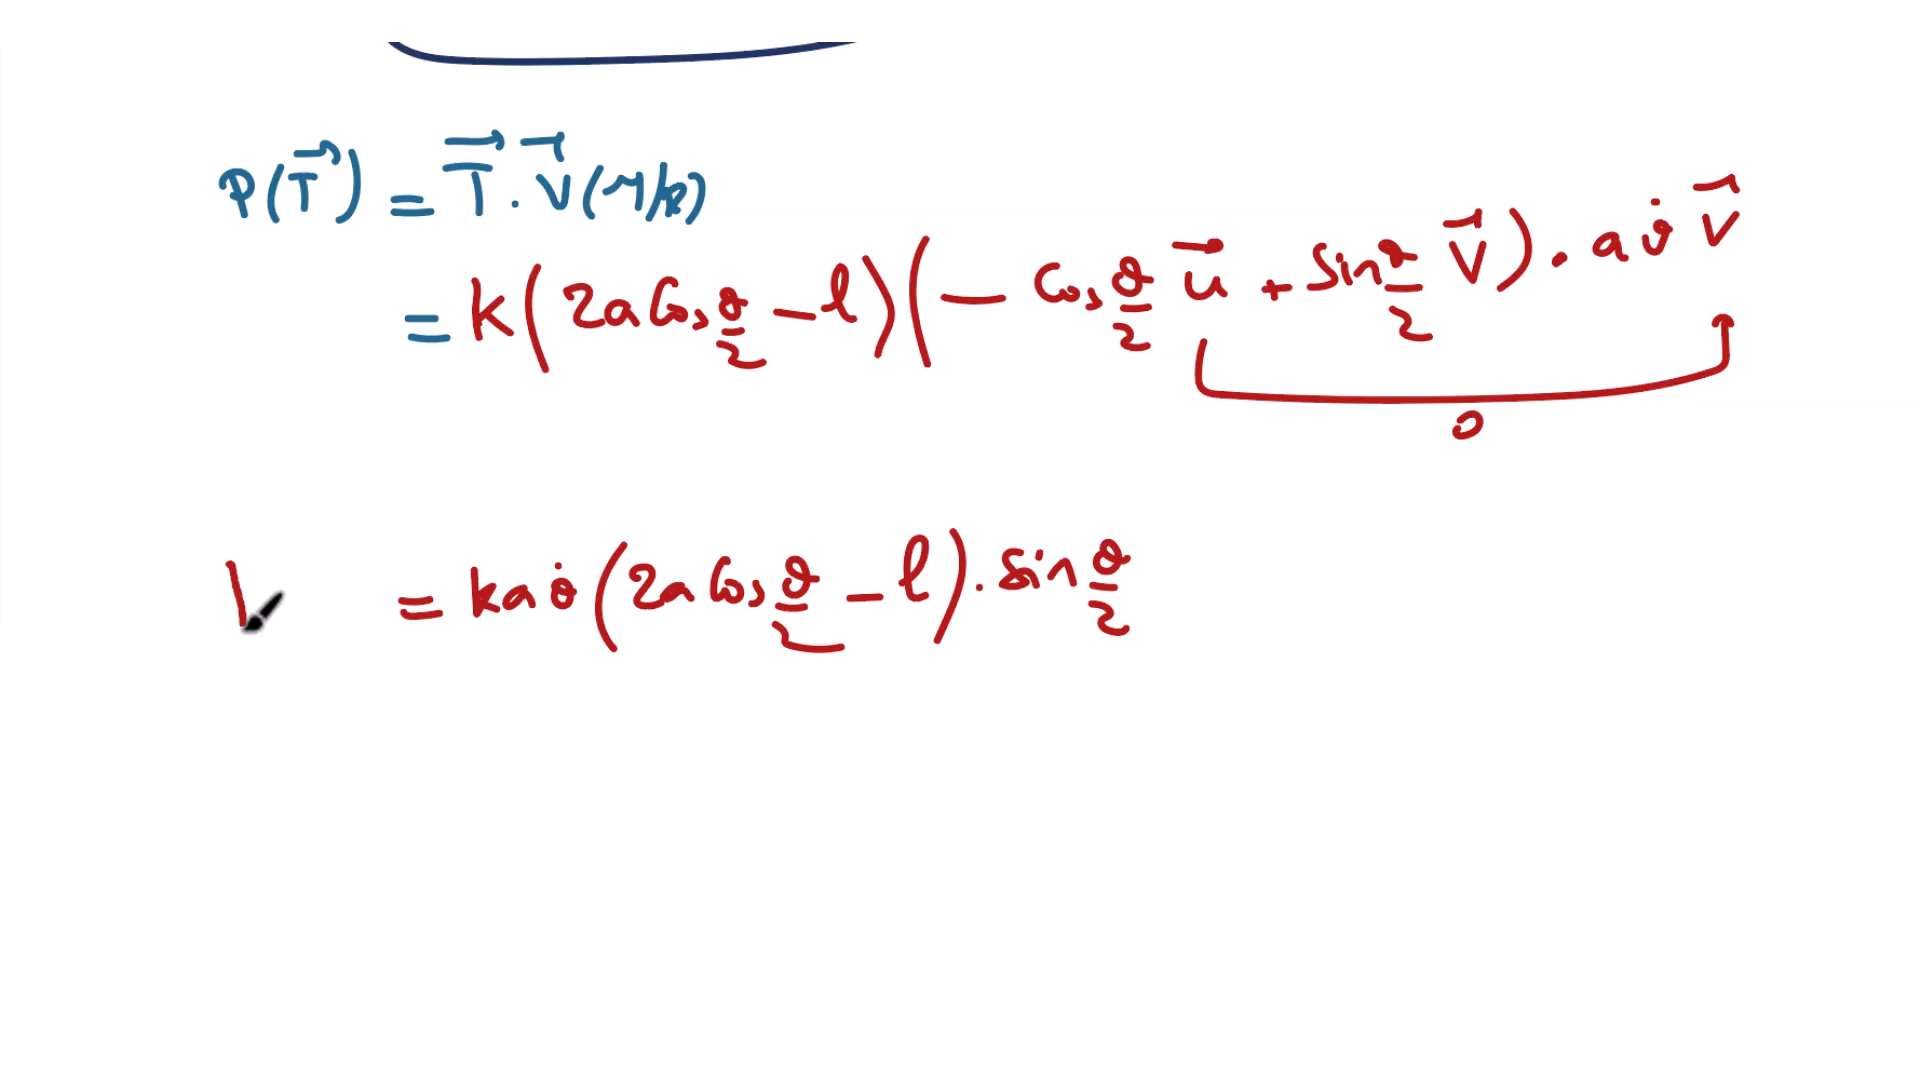 P(T⃗) = T⃗ . V⃗(M/R)
= k(2a Cos θ/2 − l)(− Cos θ/2 u⃗ + Sin θ/2 V⃗) . a θ̇ V⃗
0
= k a θ̇ (2a Cos θ/2 − l) . Sin θ/2